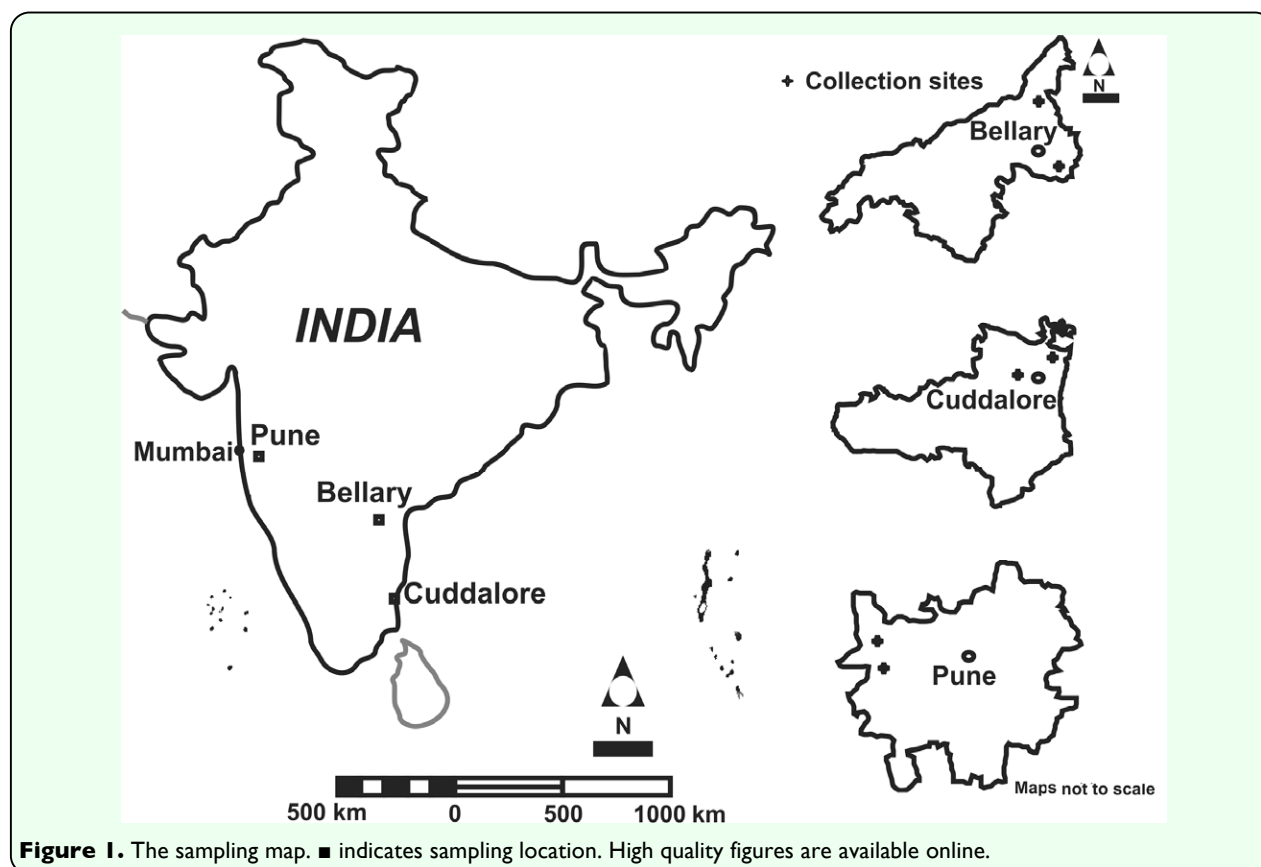 ✦ Collection sites
N
Bellary
INDIA
Mumbai
Pune
Bellary
Cuddalore
Cuddalore
Pune
N
500 km 0 500 1000 km
Maps not to scale
Figure 1. The sampling map. ■ indicates sampling location. High quality figures are available online.